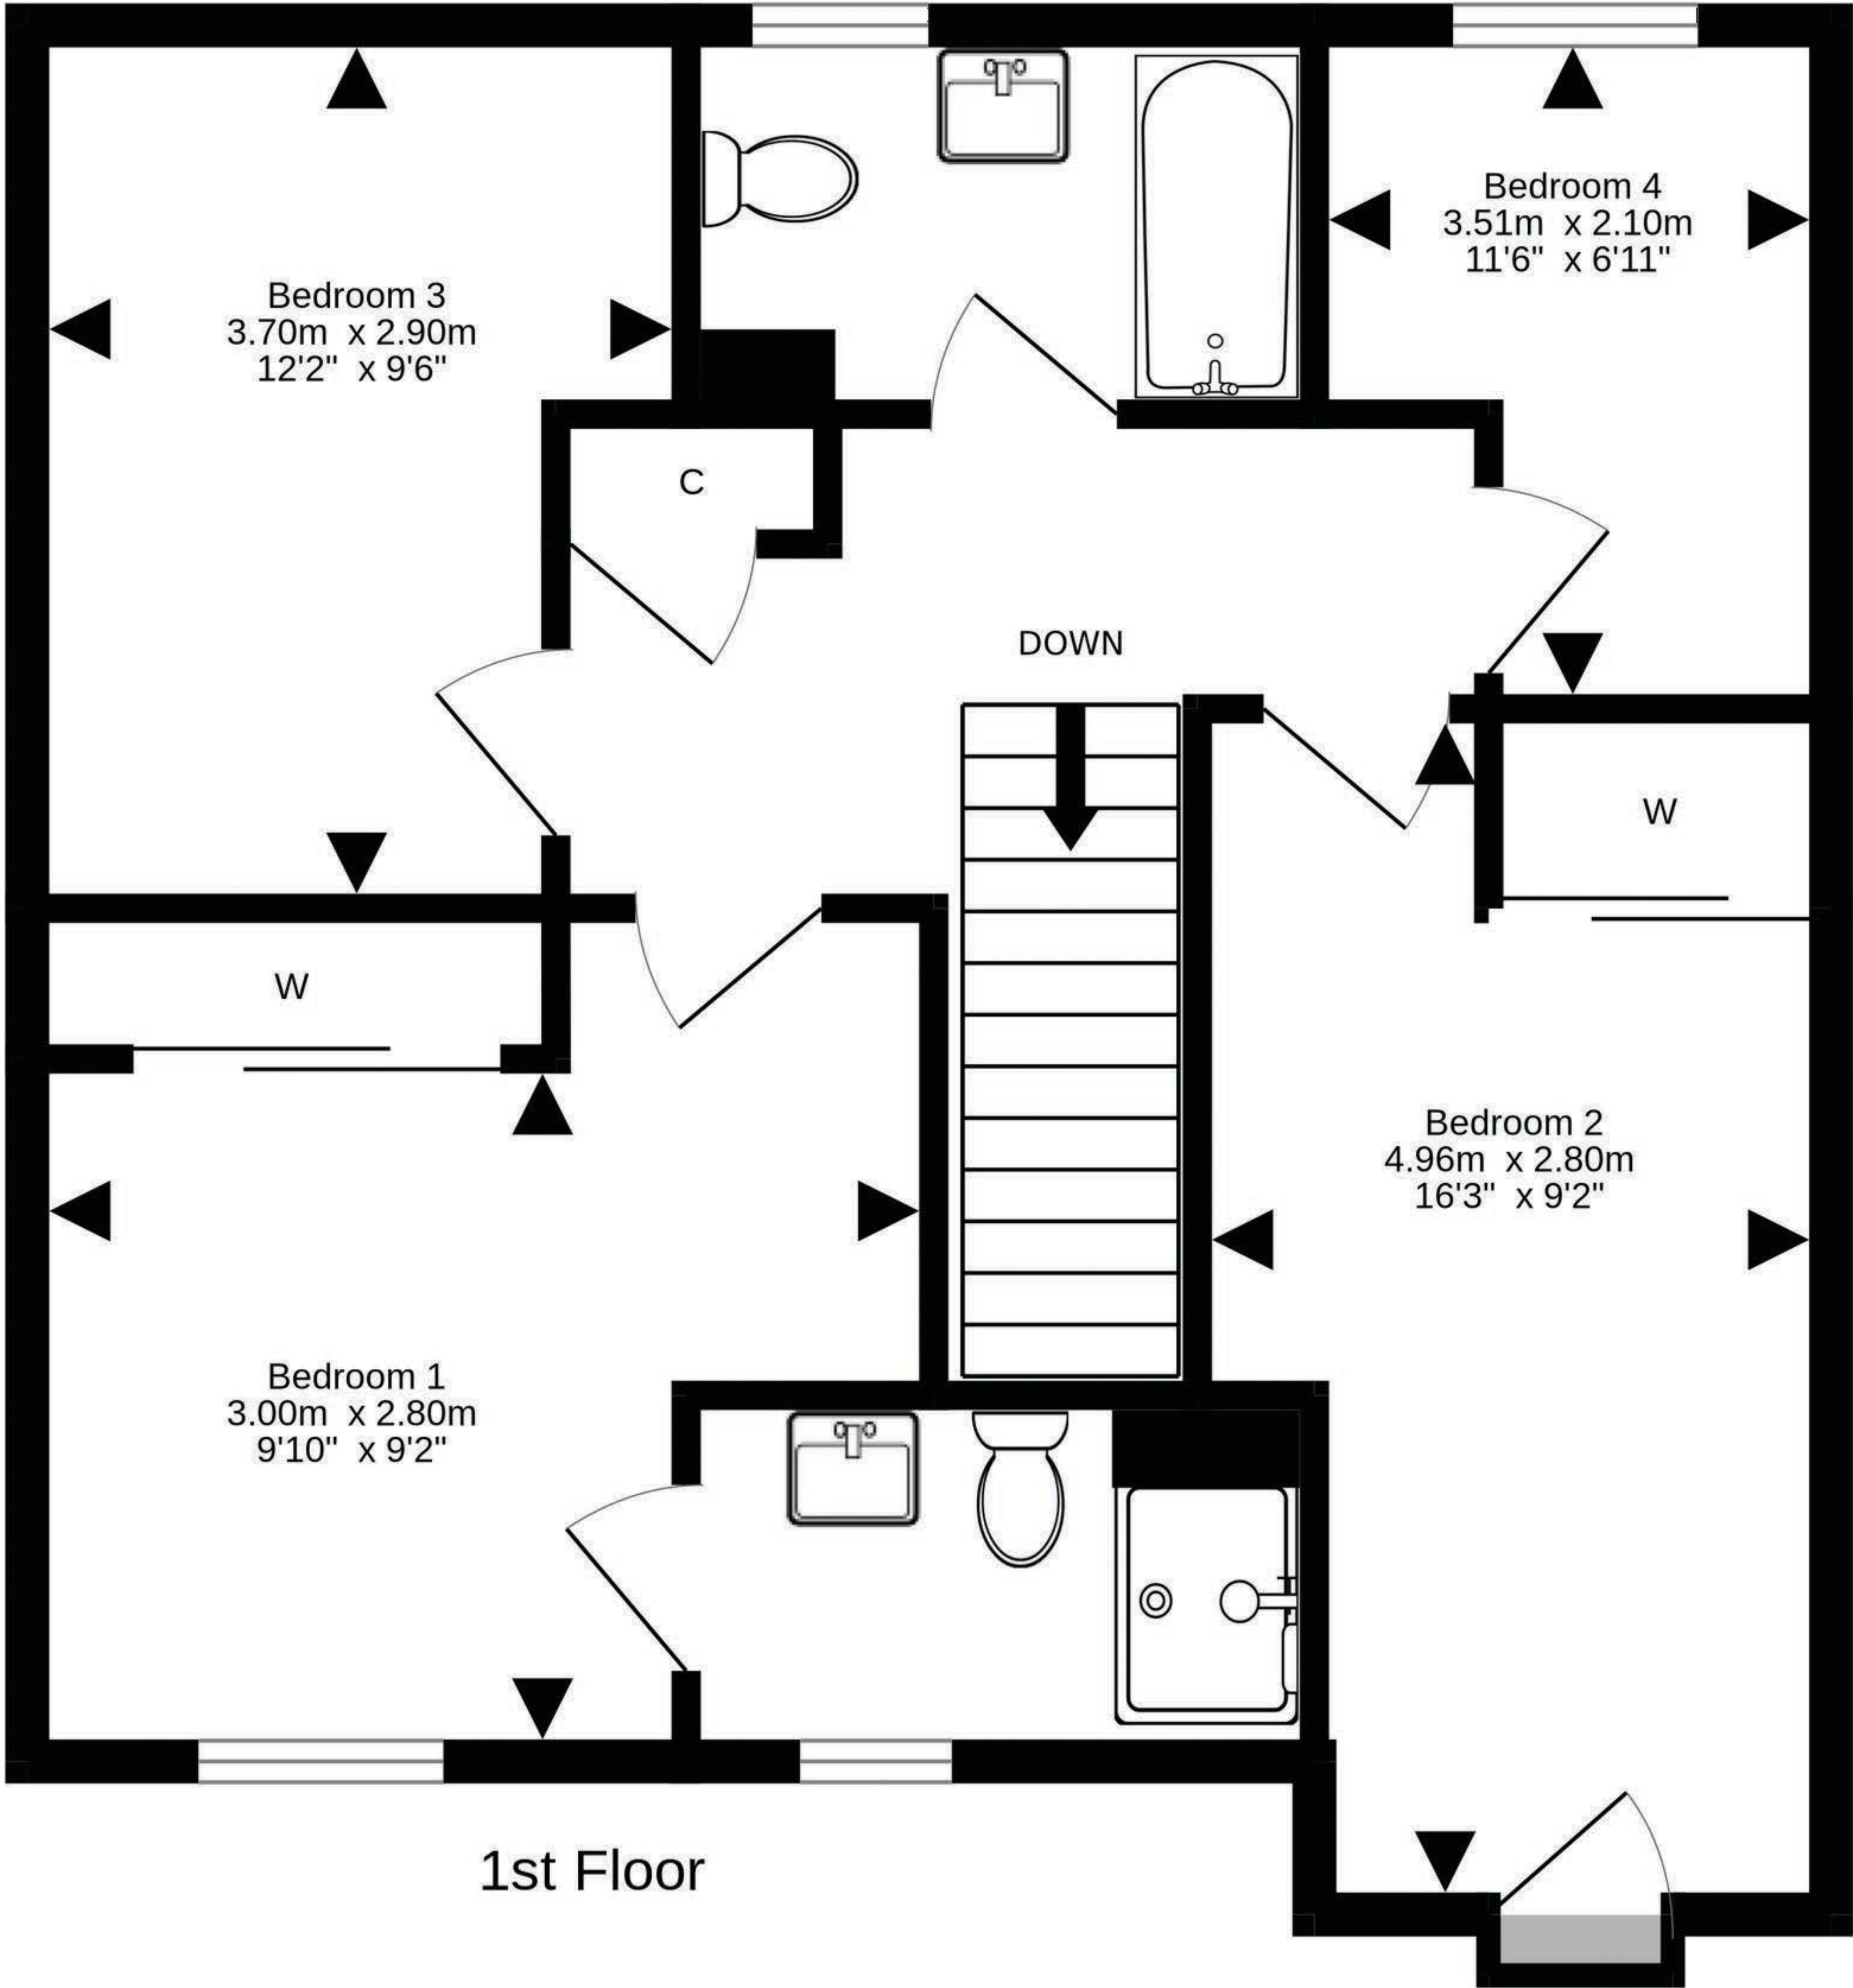 Bedroom 4
3.51m x 2.10m
11'6" x 6'11"
Bedroom 3
3.70m x 2.90m
12'2" x 9'6"
C
DOWN
W
W
Bedroom 2
4.96m x 2.80m
16'3" x 9'2"
Bedroom 1
3.00m x 2.80m
9'10" x 9'2"
1st Floor